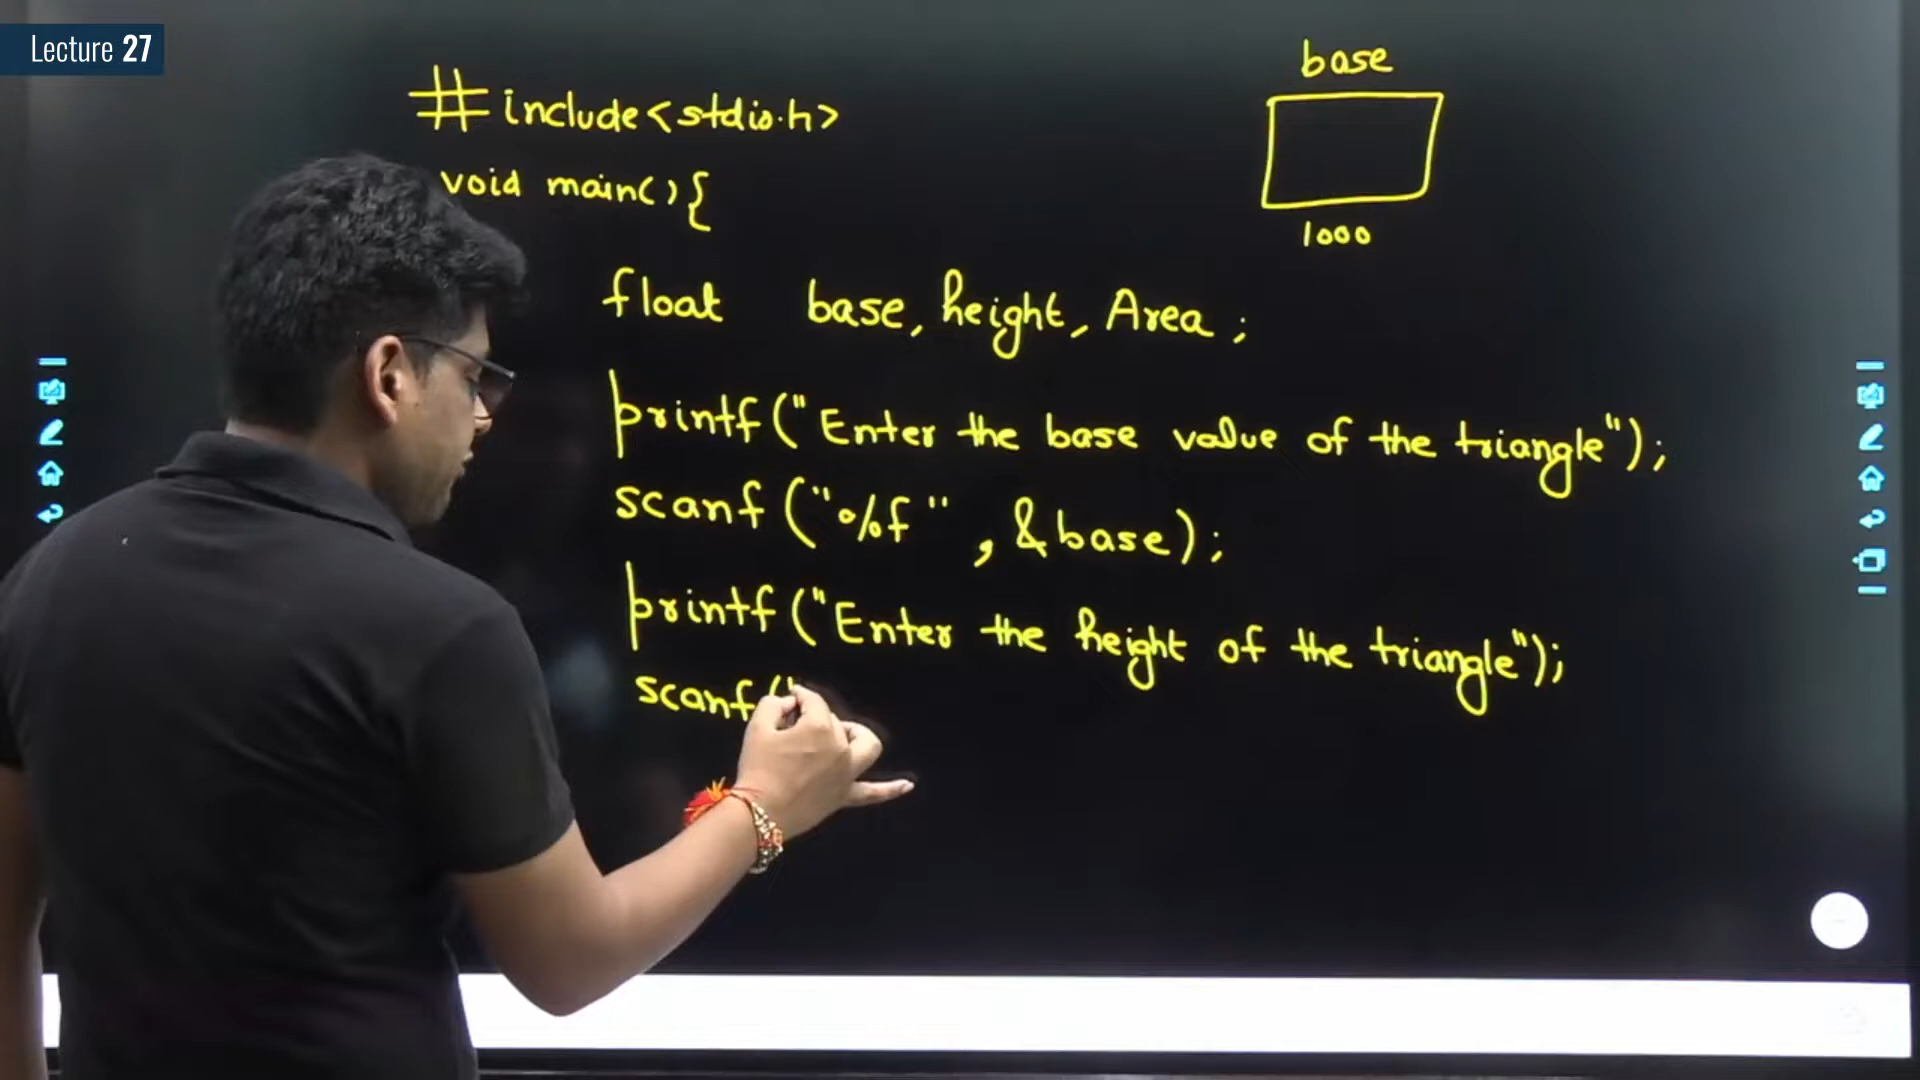 Lecture 27
base
1000
# include<stdio.h>
void main(){
float base, height, Area;
printf("Enter the base value of the triangle");
scanf("%f", &base);
printf("Enter the height of the triangle");
scanf("